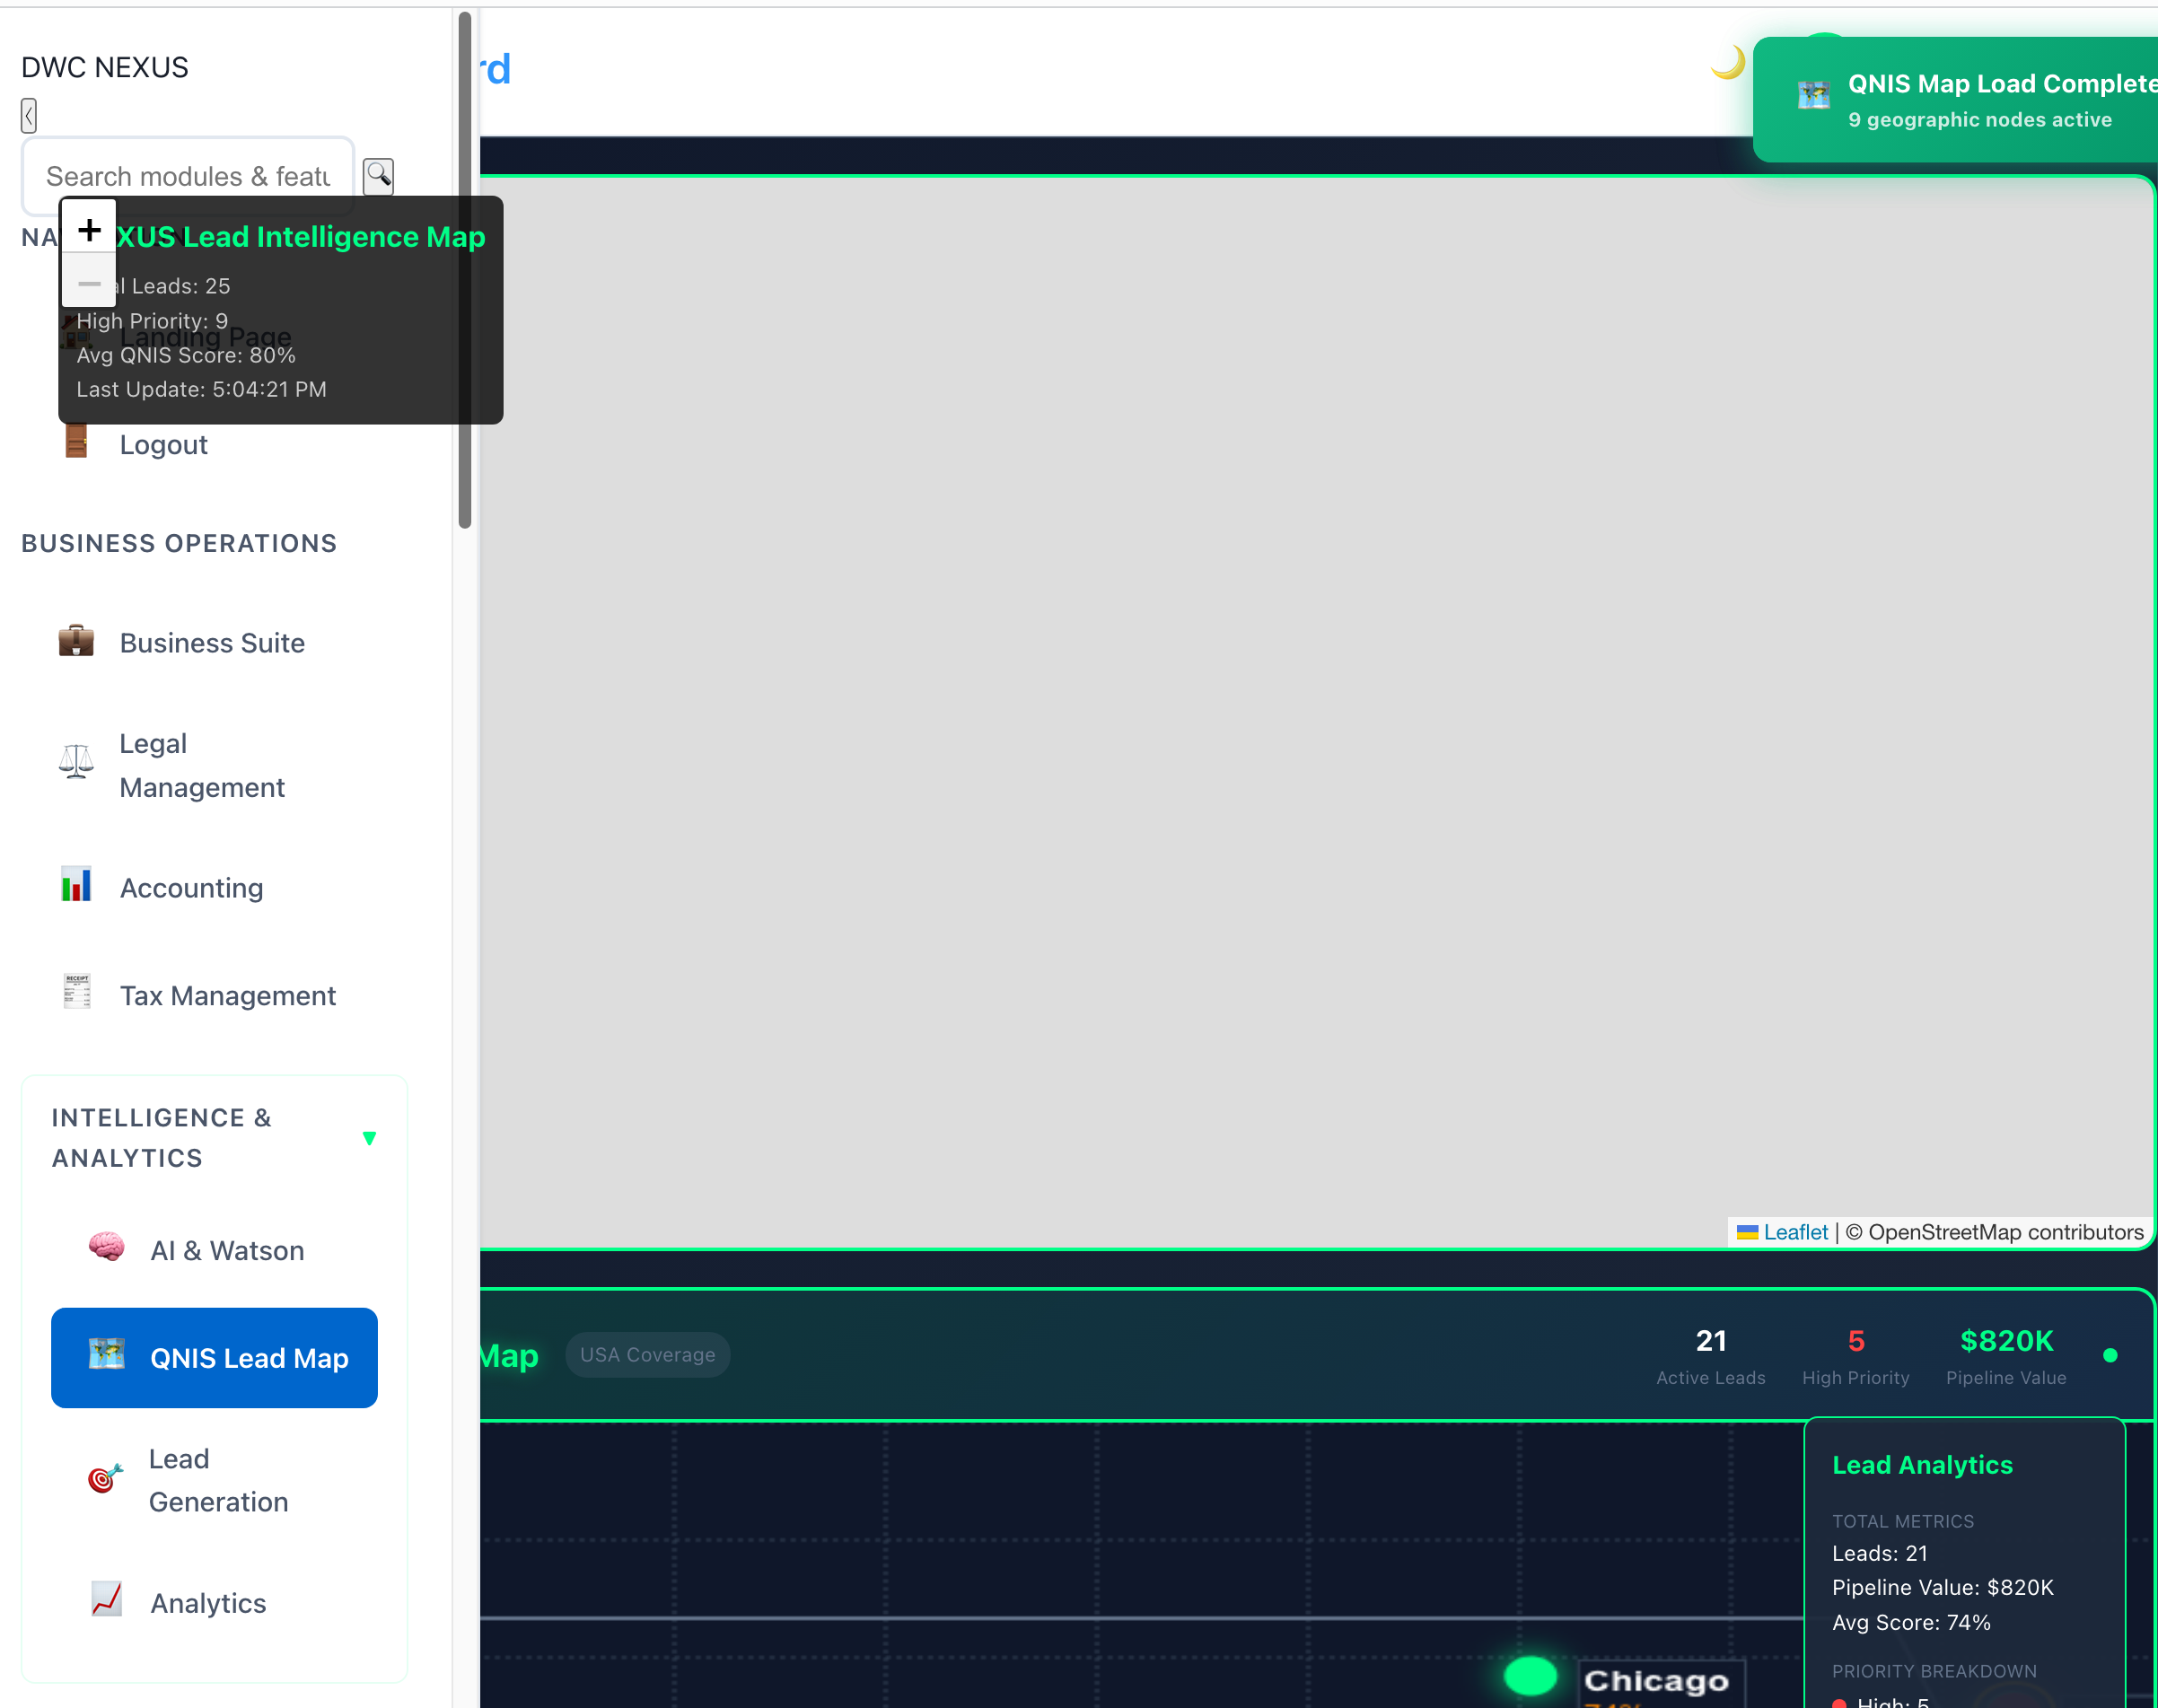 DWC NEXUS
rd
🌙
QNIS Map Load Complete
9 geographic nodes active
Search modules & featu
NA
XUS Lead Intelligence Map
+
−
al Leads: 25
High Priority: 9
Landing Page
Avg QNIS Score: 80%
Last Update: 5:04:21 PM
Logout
BUSINESS OPERATIONS
Business Suite
Legal
Management
Accounting
RECEIPT
Tax Management
INTELLIGENCE &
ANALYTICS
▼
AI & Watson
QNIS Lead Map
Lead
Generation
Analytics
Leaflet | © OpenStreetMap contributors
Map
USA Coverage
21
Active Leads
5
High Priority
$820K
Pipeline Value
Lead Analytics
TOTAL METRICS
Leads: 21
Pipeline Value: $820K
Avg Score: 74%
PRIORITY BREAKDOWN
High: 5
Chicago
74%